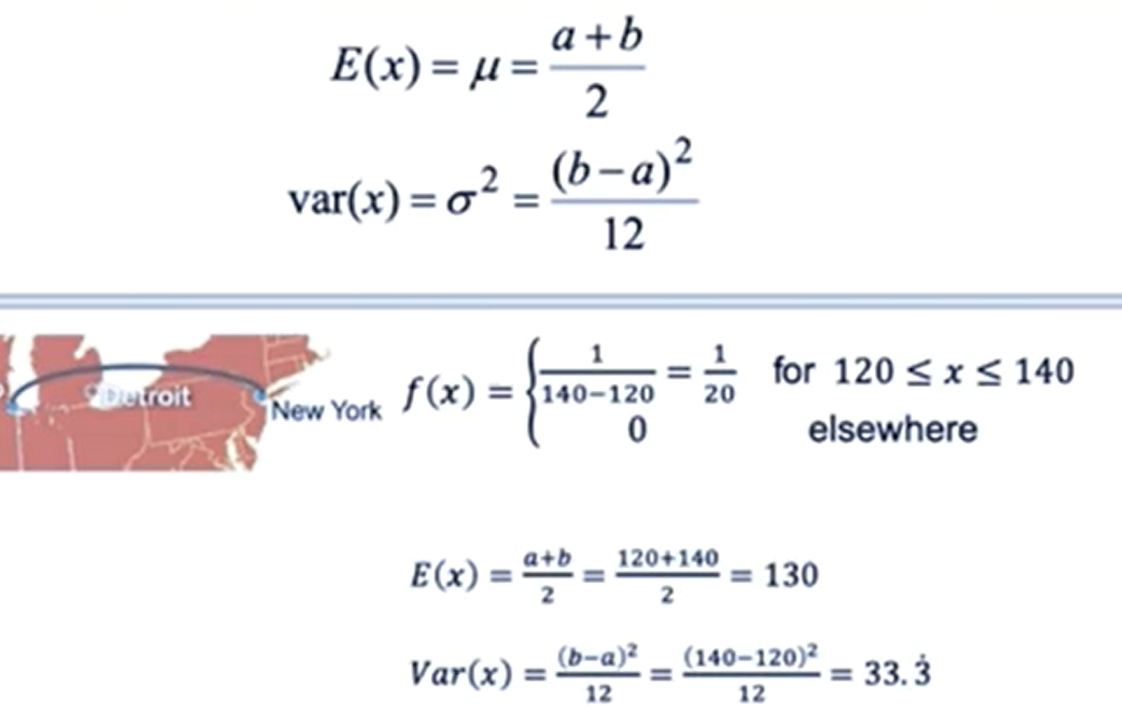 E(x) = μ = (a+b)/2
var(x) = σ² = (b−a)²/12
Detroit
New York
f(x) = { 1/(140−120) = 1/20 for 120 ≤ x ≤ 140
0 elsewhere
E(x) = (a+b)/2 = (120+140)/2 = 130
Var(x) = (b−a)²/12 = (140−120)²/12 = 33.3̇